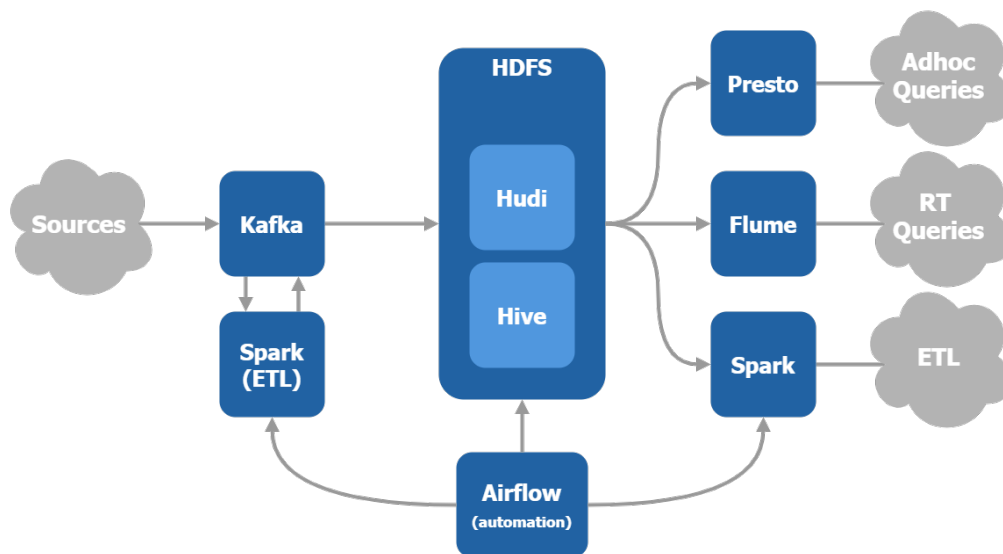 HDFS
Hudi
Hive
Sources
Kafka
Spark
(ETL)
Airflow
(automation)
Presto
Flume
Spark
Adhoc
Queries
RT
Queries
ETL